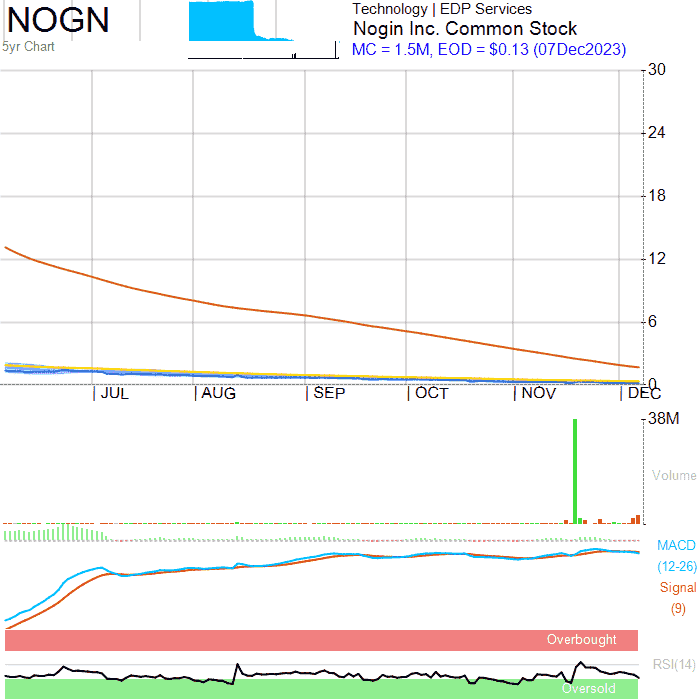 NOGN
5yr Chart
Technology | EDP Services
Nogin Inc. Common Stock
MC = 1.5M, EOD = $0.13 (07Dec2023)
30
24
18
12
6
0
JUL
AUG
SEP
OCT
NOV
DEC
38M
Volume
MACD
(12-26)
Signal
(9)
Overbought
RSI(14)
Oversold